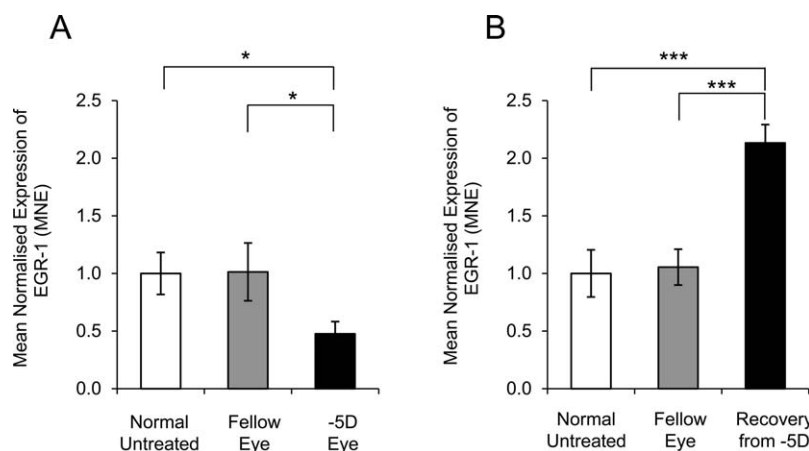 A
*
*
Mean Normalised Expression of
EGR-1 (MNE)
2.5
2.0
1.5
1.0
0.5
0.0
Normal
Untreated
Fellow
Eye
-5D
Eye
B
***
***
Mean Normalised Expression of
EGR-1 (MNE)
2.5
2.0
1.5
1.0
0.5
0.0
Normal
Untreated
Fellow
Eye
Recovery
from -5D